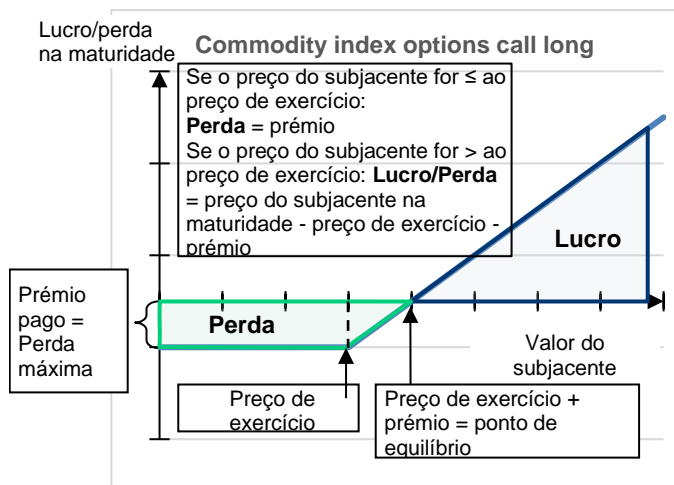 Lucro/perda
na maturidade
Commodity index options call long
Se o preço do subjacente for ≤ ao
preço de exercício:
Perda = prémio
Se o preço do subjacente for > ao
preço de exercício: Lucro/Perda
= preço do subjacente na
maturidade - preço de exercício -
prémio
Lucro
Prémio
pago =
Perda
máxima
Perda
Valor do
subjacente
Preço de
exercício
Preço de exercício +
prémio = ponto de
equilíbrio